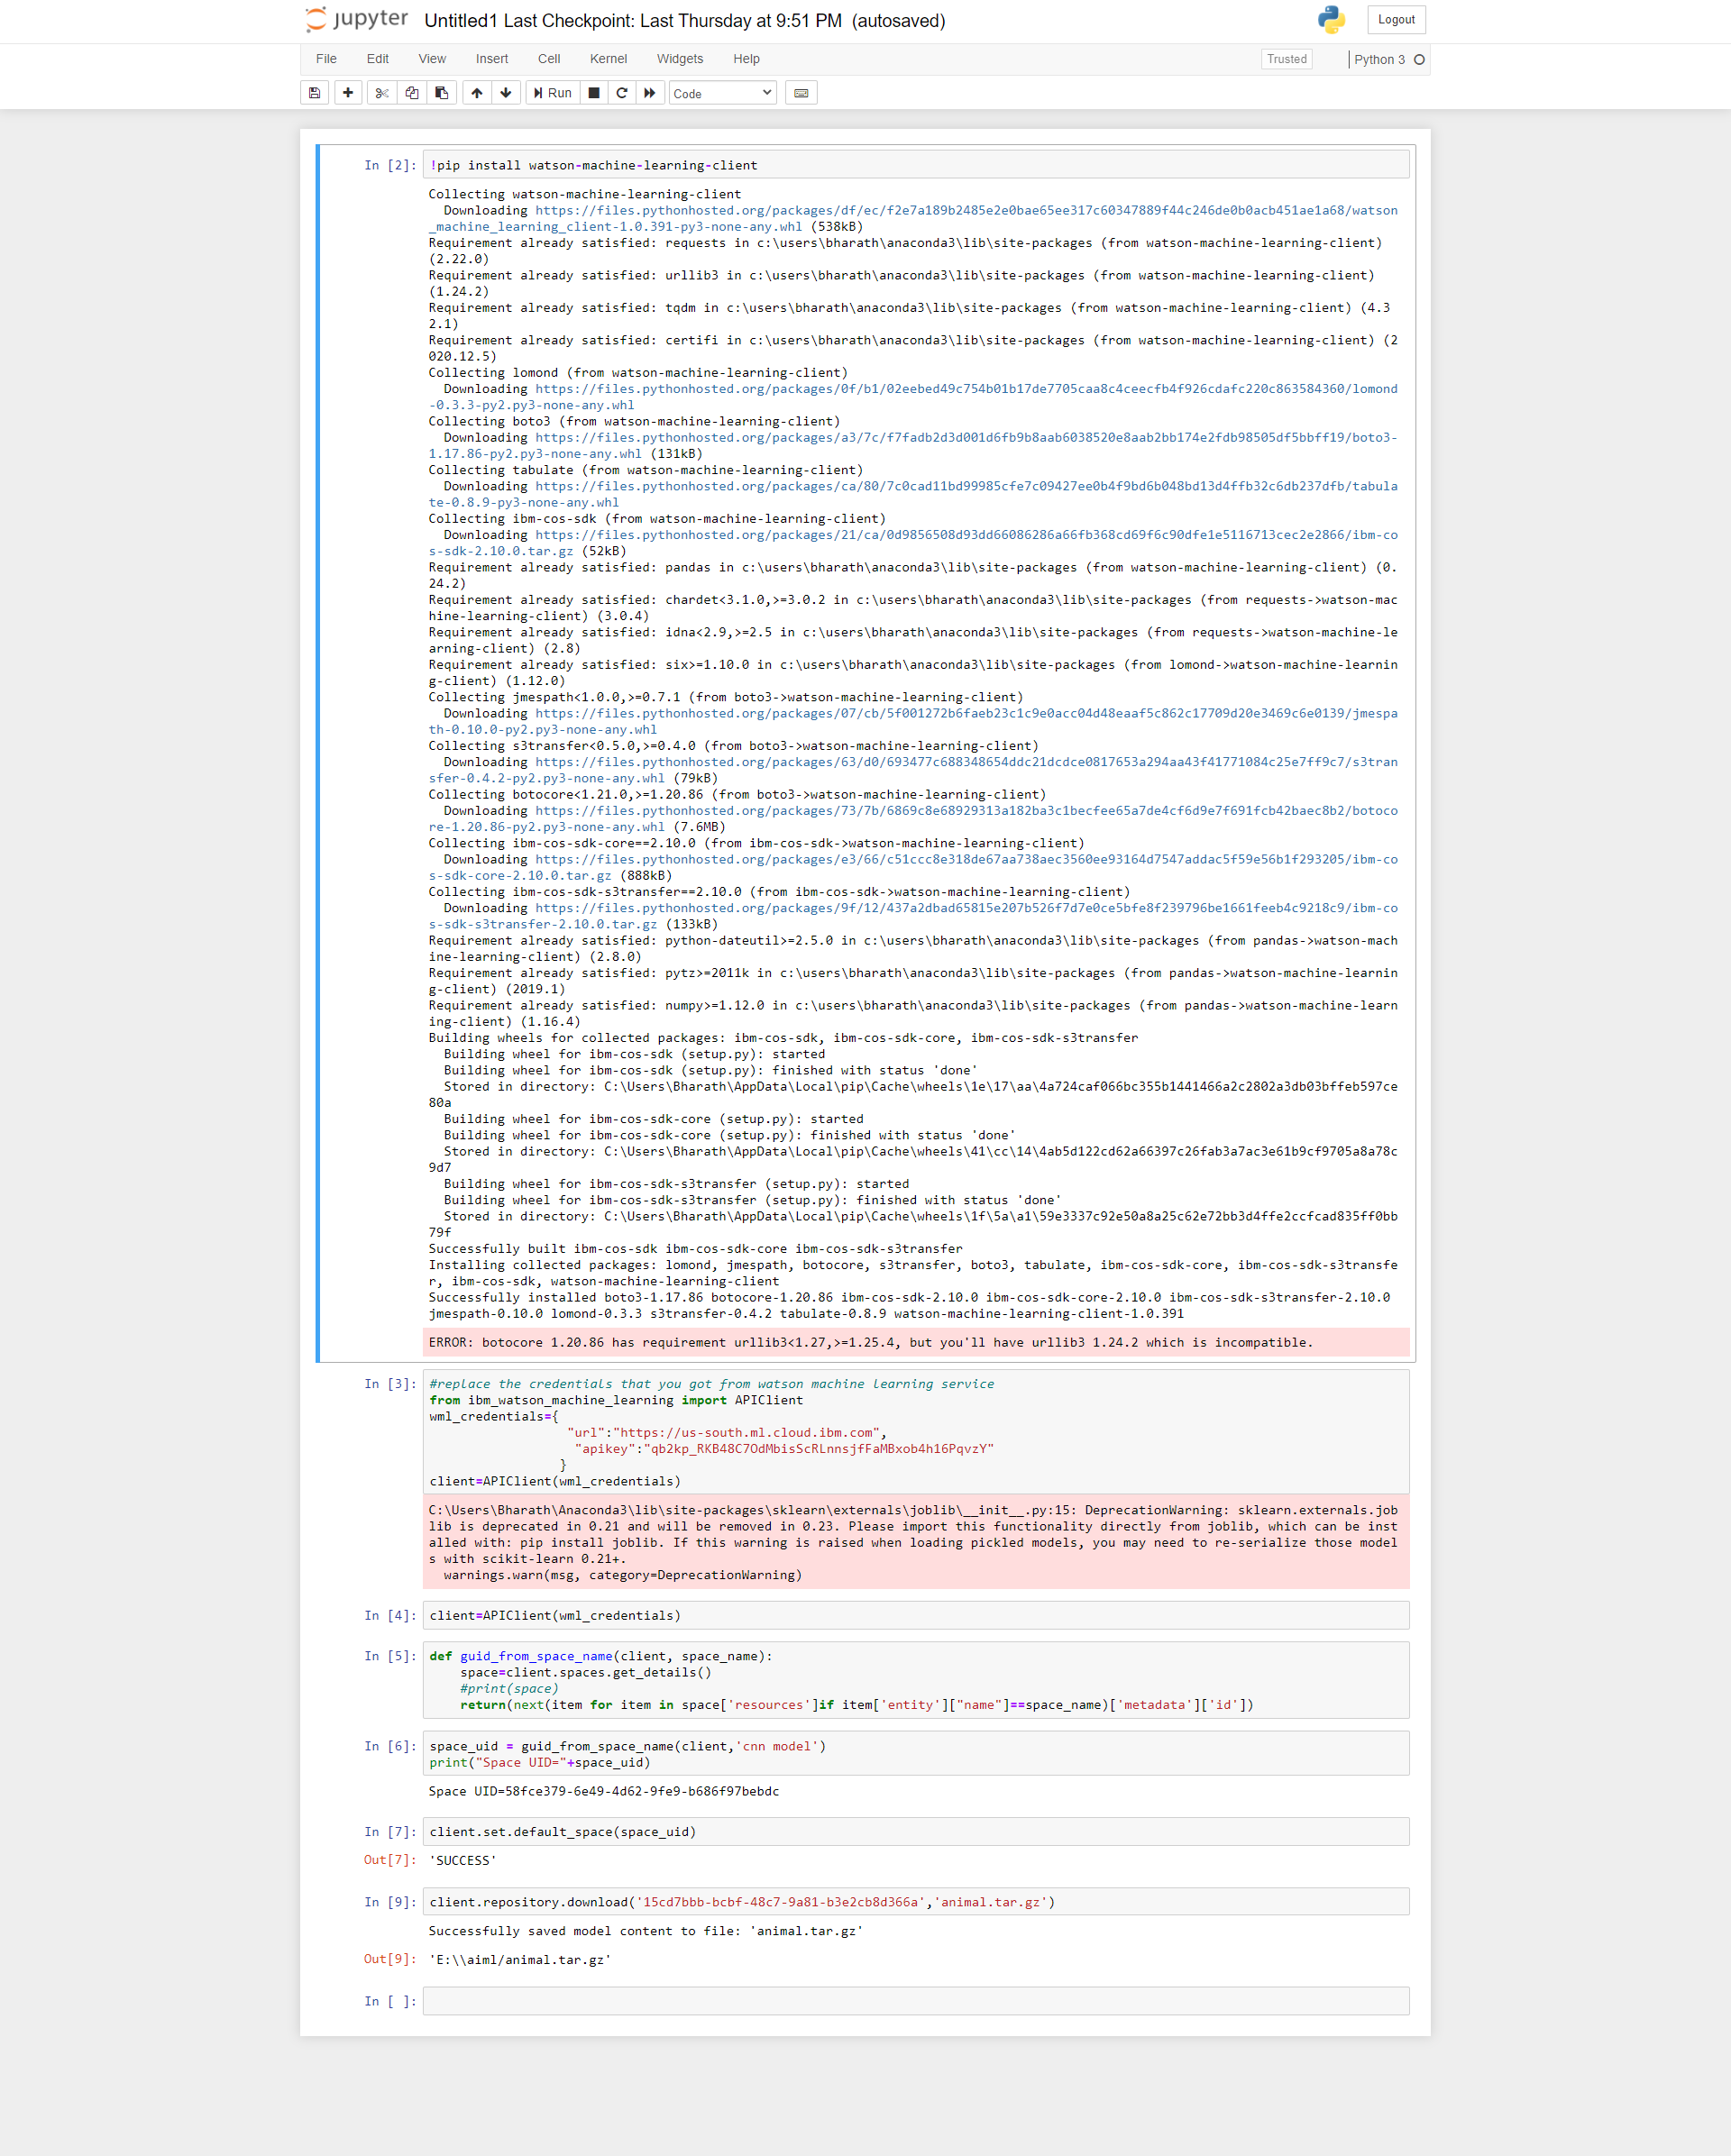 jupyter Untitled1 Last Checkpoint: Last Thursday at 9:51 PM (autosaved) Logout
File Edit View Insert Cell Kernel Widgets Help Trusted Python 3
Run Code
In [2]: !pip install watson-machine-learning-client
Collecting watson-machine-learning-client
Downloading https://files.pythonhosted.org/packages/df/ec/f2e7a189b2485e2e0bae65ee317c60347889f44c246de0b0acb451ae1a68/watson
_machine_learning_client-1.0.391-py3-none-any.whl (538kB)
Requirement already satisfied: requests in c:\users\bharath\anaconda3\lib\site-packages (from watson-machine-learning-client)
(2.22.0)
Requirement already satisfied: urllib3 in c:\users\bharath\anaconda3\lib\site-packages (from watson-machine-learning-client)
(1.24.2)
Requirement already satisfied: tqdm in c:\users\bharath\anaconda3\lib\site-packages (from watson-machine-learning-client) (4.3
2.1)
Requirement already satisfied: certifi in c:\users\bharath\anaconda3\lib\site-packages (from watson-machine-learning-client) (2
020.12.5)
Collecting lomond (from watson-machine-learning-client)
Downloading https://files.pythonhosted.org/packages/0f/b1/02eebed49c754b01b17de7705caa8c4ceecfb4f926cdafc220c863584360/lomond
-0.3.3-py2.py3-none-any.whl
Collecting boto3 (from watson-machine-learning-client)
Downloading https://files.pythonhosted.org/packages/a3/7c/f7fadb2d3d001d6fb9b8aab6038520e8aab2bb174e2fdb98505df5bbff19/boto3-
1.17.86-py2.py3-none-any.whl (131kB)
Collecting tabulate (from watson-machine-learning-client)
Downloading https://files.pythonhosted.org/packages/ca/80/7c0cad11bd99985cfe7c09427ee0b4f9bd6b048bd13d4ffb32c6db237dfb/tabula
te-0.8.9-py3-none-any.whl
Collecting ibm-cos-sdk (from watson-machine-learning-client)
Downloading https://files.pythonhosted.org/packages/21/ca/0d9856508d93dd66086286a66fb368cd69f6c90dfe1e5116713cec2e2866/ibm-co
s-sdk-2.10.0.tar.gz (52kB)
Requirement already satisfied: pandas in c:\users\bharath\anaconda3\lib\site-packages (from watson-machine-learning-client) (0.
24.2)
Requirement already satisfied: chardet<3.1.0,>=3.0.2 in c:\users\bharath\anaconda3\lib\site-packages (from requests->watson-mac
hine-learning-client) (3.0.4)
Requirement already satisfied: idna<2.9,>=2.5 in c:\users\bharath\anaconda3\lib\site-packages (from requests->watson-machine-le
arning-client) (2.8)
Requirement already satisfied: six>=1.10.0 in c:\users\bharath\anaconda3\lib\site-packages (from lomond->watson-machine-learnin
g-client) (1.12.0)
Collecting jmespath<1.0.0,>=0.7.1 (from boto3->watson-machine-learning-client)
Downloading https://files.pythonhosted.org/packages/07/cb/5f001272b6faeb23c1c9e0acc04d48eaaf5c862c17709d20e3469c6e0139/jmespa
th-0.10.0-py2.py3-none-any.whl
Collecting s3transfer<0.5.0,>=0.4.0 (from boto3->watson-machine-learning-client)
Downloading https://files.pythonhosted.org/packages/63/d0/693477c688348654ddc21dcdce0817653a294aa43f41771084c25e7ff9c7/s3tran
sfer-0.4.2-py2.py3-none-any.whl (79kB)
Collecting botocore<1.21.0,>=1.20.86 (from boto3->watson-machine-learning-client)
Downloading https://files.pythonhosted.org/packages/73/7b/6869c8e68929313a182ba3c1becfee65a7de4cf6d9e7f691fcb42baec8b2/botoco
re-1.20.86-py2.py3-none-any.whl (7.6MB)
Collecting ibm-cos-sdk-core==2.10.0 (from ibm-cos-sdk->watson-machine-learning-client)
Downloading https://files.pythonhosted.org/packages/e3/66/c51ccc8e318de67aa738aec3560ee93164d7547addac5f59e56b1f293205/ibm-co
s-sdk-core-2.10.0.tar.gz (888kB)
Collecting ibm-cos-sdk-s3transfer==2.10.0 (from ibm-cos-sdk->watson-machine-learning-client)
Downloading https://files.pythonhosted.org/packages/9f/12/437a2dbad65815e207b526f7d7e0ce5bfe8f239796be1661feeb4c9218c9/ibm-co
s-sdk-s3transfer-2.10.0.tar.gz (133kB)
Requirement already satisfied: python-dateutil>=2.5.0 in c:\users\bharath\anaconda3\lib\site-packages (from pandas->watson-mach
ine-learning-client) (2.8.0)
Requirement already satisfied: pytz>=2011k in c:\users\bharath\anaconda3\lib\site-packages (from pandas->watson-machine-learnin
g-client) (2019.1)
Requirement already satisfied: numpy>=1.12.0 in c:\users\bharath\anaconda3\lib\site-packages (from pandas->watson-machine-learn
ing-client) (1.16.4)
Building wheels for collected packages: ibm-cos-sdk, ibm-cos-sdk-core, ibm-cos-sdk-s3transfer
Building wheel for ibm-cos-sdk (setup.py): started
Building wheel for ibm-cos-sdk (setup.py): finished with status 'done'
Stored in directory: C:\Users\Bharath\AppData\Local\pip\Cache\wheels\1e\17\aa\4a724caf066bc355b1441466a2c2802a3db03bffeb597ce
80a
Building wheel for ibm-cos-sdk-core (setup.py): started
Building wheel for ibm-cos-sdk-core (setup.py): finished with status 'done'
Stored in directory: C:\Users\Bharath\AppData\Local\pip\Cache\wheels\41\cc\14\4ab5d122cd62a66397c26fab3a7ac3e61b9cf9705a8a78c
9d7
Building wheel for ibm-cos-sdk-s3transfer (setup.py): started
Building wheel for ibm-cos-sdk-s3transfer (setup.py): finished with status 'done'
Stored in directory: C:\Users\Bharath\AppData\Local\pip\Cache\wheels\1f\5a\a1\59e3337c92e50a8a25c62e72bb3d4ffe2ccfcad835ff0bb
79f
Successfully built ibm-cos-sdk ibm-cos-sdk-core ibm-cos-sdk-s3transfer
Installing collected packages: lomond, jmespath, botocore, s3transfer, boto3, tabulate, ibm-cos-sdk-core, ibm-cos-sdk-s3transfe
r, ibm-cos-sdk, watson-machine-learning-client
Successfully installed boto3-1.17.86 botocore-1.20.86 ibm-cos-sdk-2.10.0 ibm-cos-sdk-core-2.10.0 ibm-cos-sdk-s3transfer-2.10.0
jmespath-0.10.0 lomond-0.3.3 s3transfer-0.4.2 tabulate-0.8.9 watson-machine-learning-client-1.0.391
ERROR: botocore 1.20.86 has requirement urllib3<1.27,>=1.25.4, but you'll have urllib3 1.24.2 which is incompatible.
In [3]: #replace the credentials that you got from watson machine learning service
from ibm_watson_machine_learning import APIClient
wml_credentials={
"url":"https://us-south.ml.cloud.ibm.com",
"apikey":"qb2kp_RKB48C7OdMbisScRLnnsjfFaMBxob4h16PqvzY"
}
client=APIClient(wml_credentials)
C:\Users\Bharath\Anaconda3\lib\site-packages\sklearn\externals\joblib\__init__.py:15: DeprecationWarning: sklearn.externals.job
lib is deprecated in 0.21 and will be removed in 0.23. Please import this functionality directly from joblib, which can be inst
alled with: pip install joblib. If this warning is raised when loading pickled models, you may need to re-serialize those model
s with scikit-learn 0.21+.
warnings.warn(msg, category=DeprecationWarning)
In [4]: client=APIClient(wml_credentials)
In [5]: def guid_from_space_name(client, space_name):
space=client.spaces.get_details()
#print(space)
return(next(item for item in space['resources']if item['entity']["name"]==space_name)['metadata']['id'])
In [6]: space_uid = guid_from_space_name(client,'cnn model')
print("Space UID="+space_uid)
Space UID=58fce379-6e49-4d62-9fe9-b686f97bebdc
In [7]: client.set.default_space(space_uid)
Out[7]: 'SUCCESS'
In [9]: client.repository.download('15cd7bbb-bcbf-48c7-9a81-b3e2cb8d366a','animal.tar.gz')
Successfully saved model content to file: 'animal.tar.gz'
Out[9]: 'E:\\aiml/animal.tar.gz'
In [ ]: